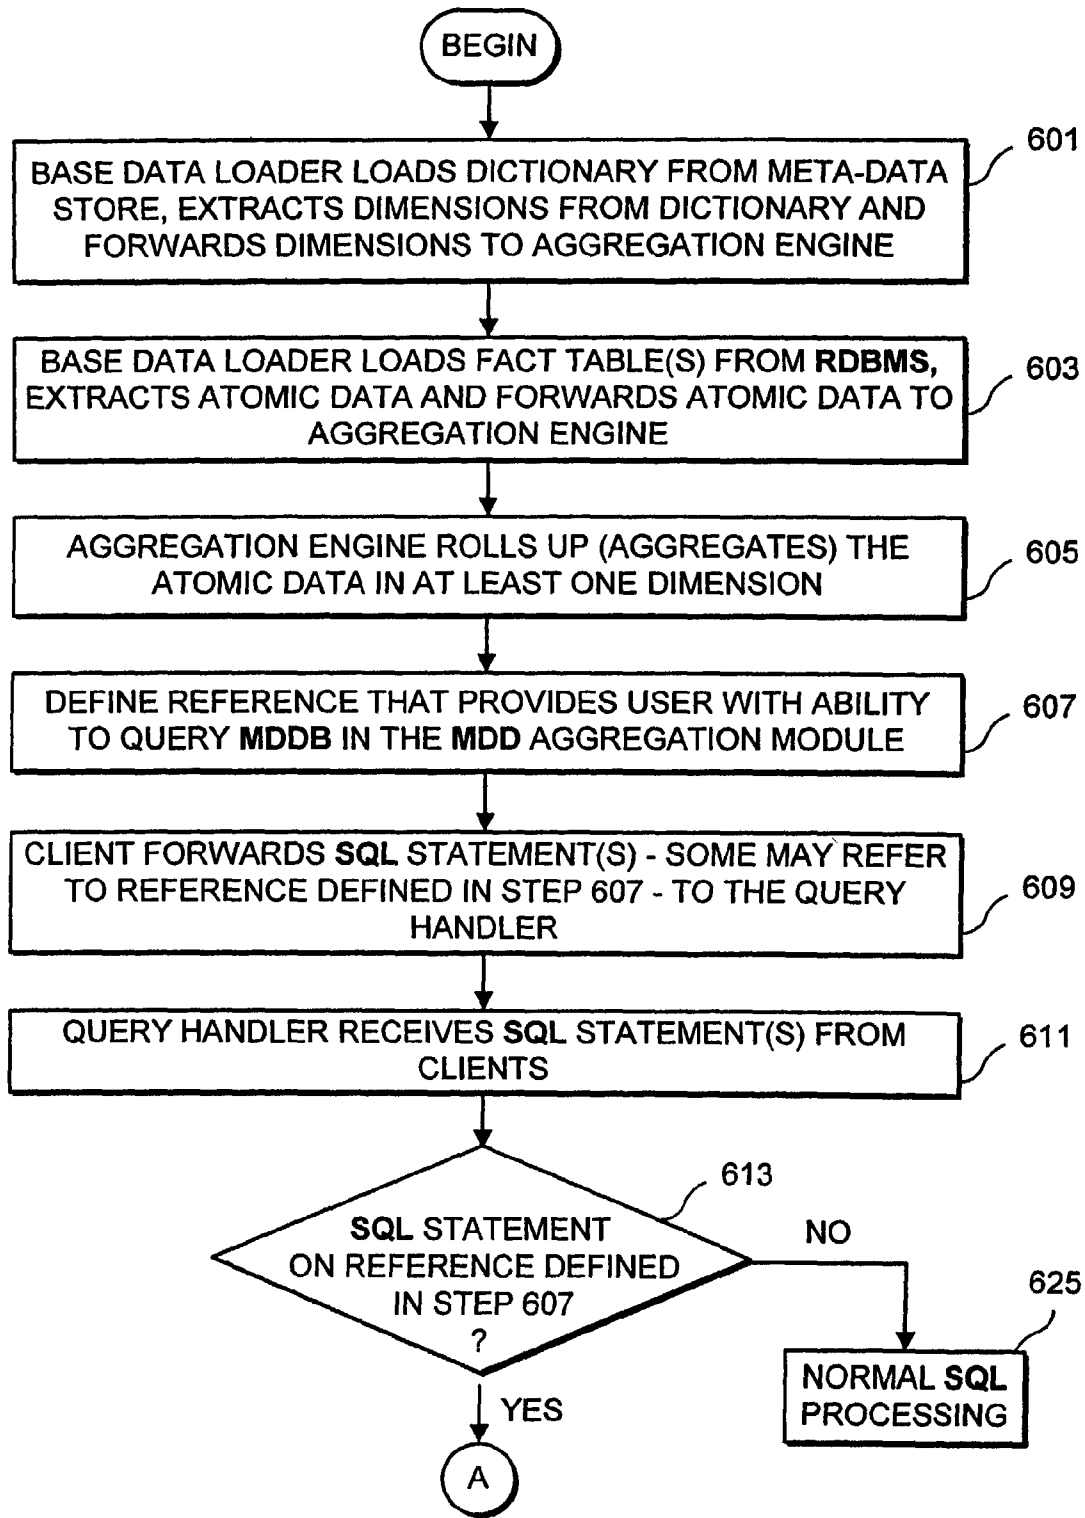 BEGIN
601
BASE DATA LOADER LOADS DICTIONARY FROM META-DATA
STORE, EXTRACTS DIMENSIONS FROM DICTIONARY AND
FORWARDS DIMENSIONS TO AGGREGATION ENGINE
BASE DATA LOADER LOADS FACT TABLE(S) FROM RDBMS,
603
EXTRACTS ATOMIC DATA AND FORWARDS ATOMIC DATA TO
AGGREGATION ENGINE
AGGREGATION ENGINE ROLLS UP (AGGREGATES) THE
605
ATOMIC DATA IN AT LEAST ONE DIMENSION
DEFINE REFERENCE THAT PROVIDES USER WITH ABILITY
607
TO QUERY MDDB IN THE MDD AGGREGATION MODULE
CLIENT FORWARDS SQL STATEMENT(S) - SOME MAY REFER
TO REFERENCE DEFINED IN STEP 607 - TO THE QUERY
609
HANDLER
QUERY HANDLER RECEIVES SQL STATEMENT(S) FROM
611
CLIENTS
613
SQL STATEMENT
ON REFERENCE DEFINED
IN STEP 607
?
NO
625
NORMAL SQL
PROCESSING
YES
A